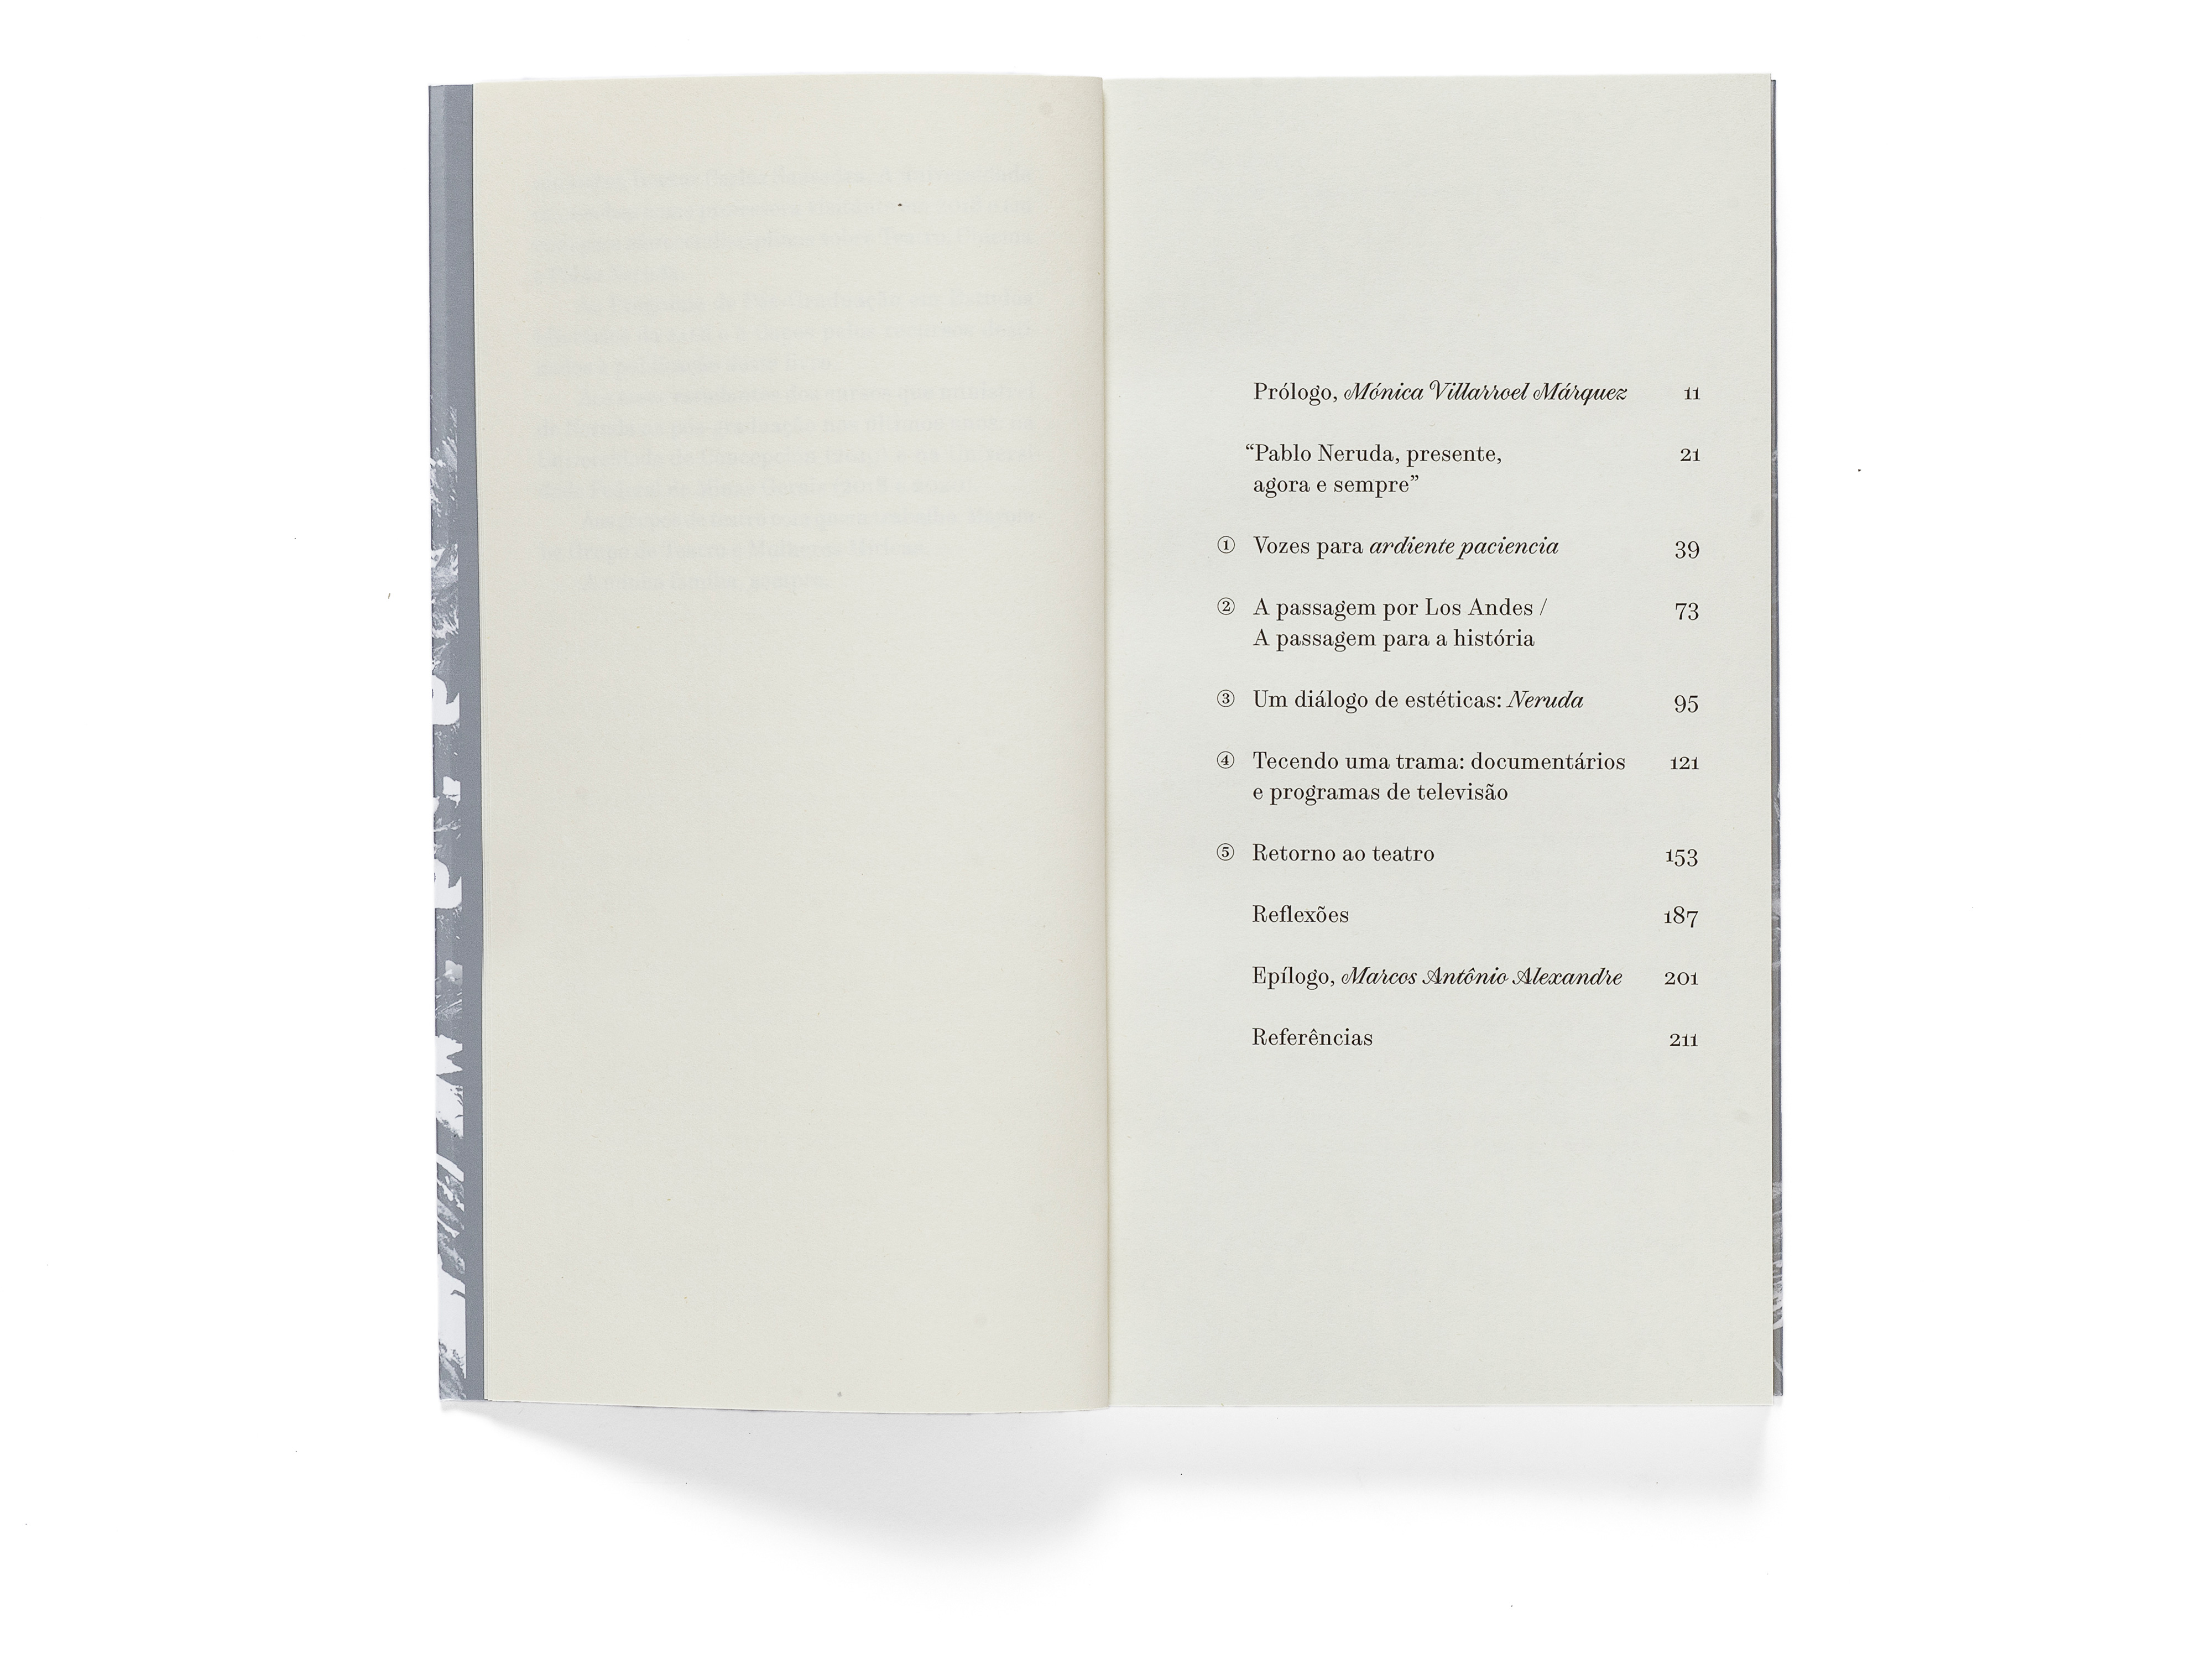 Prólogo, Mónica Villarroel Márquez 11
“Pablo Neruda, presente, 21
agora e sempre”
① Vozes para ardiente paciencia 39
② A passagem por Los Andes / 73
A passagem para a história
③ Um diálogo de estéticas: Neruda 95
④ Tecendo uma trama: documentários 121
e programas de televisão
⑤ Retorno ao teatro 153
Reflexões 187
Epílogo, Marcos Antônio Alexandre 201
Referências 211